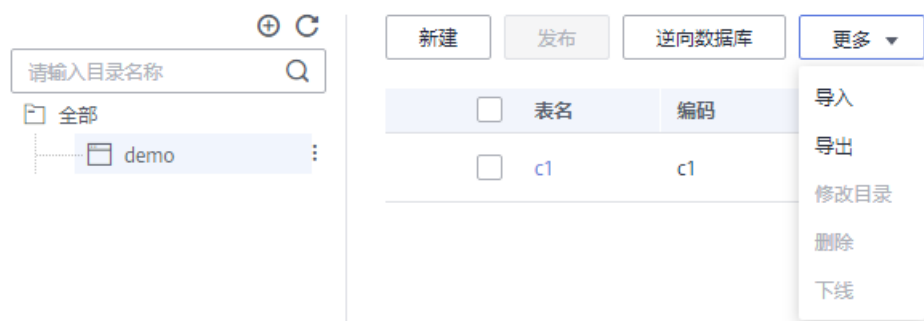 请输入目录名称
全部
demo
新建 发布 逆向数据库 更多
表名 编码
c1 c1
导入
导出
修改目录
删除
下线